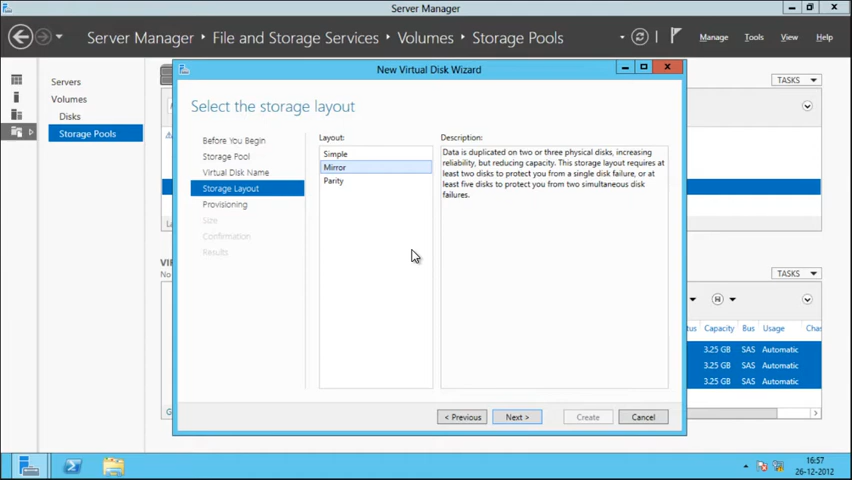 Server Manager
Server Manager › File and Storage Services › Volumes › Storage Pools
Manage Tools View Help
Servers
Volumes
Disks
Storage Pools
TASKS
New Virtual Disk Wizard
Select the storage layout
Before You Begin
Storage Pool
Virtual Disk Name
Storage Layout
Provisioning
Size
Confirmation
Results
Layout:
Simple
Mirror
Parity
Description:
Data is duplicated on two or three physical disks, increasing
reliability, but reducing capacity. This storage layout requires at
least two disks to protect you from a single disk failure, or at
least five disks to protect you from two simultaneous disk
failures.
< Previous Next > Create Cancel
VIR
No
TASKS
tus Capacity Bus Usage Chas
3.25 GB SAS Automatic
3.25 GB SAS Automatic
3.25 GB SAS Automatic
16:57
26-12-2012